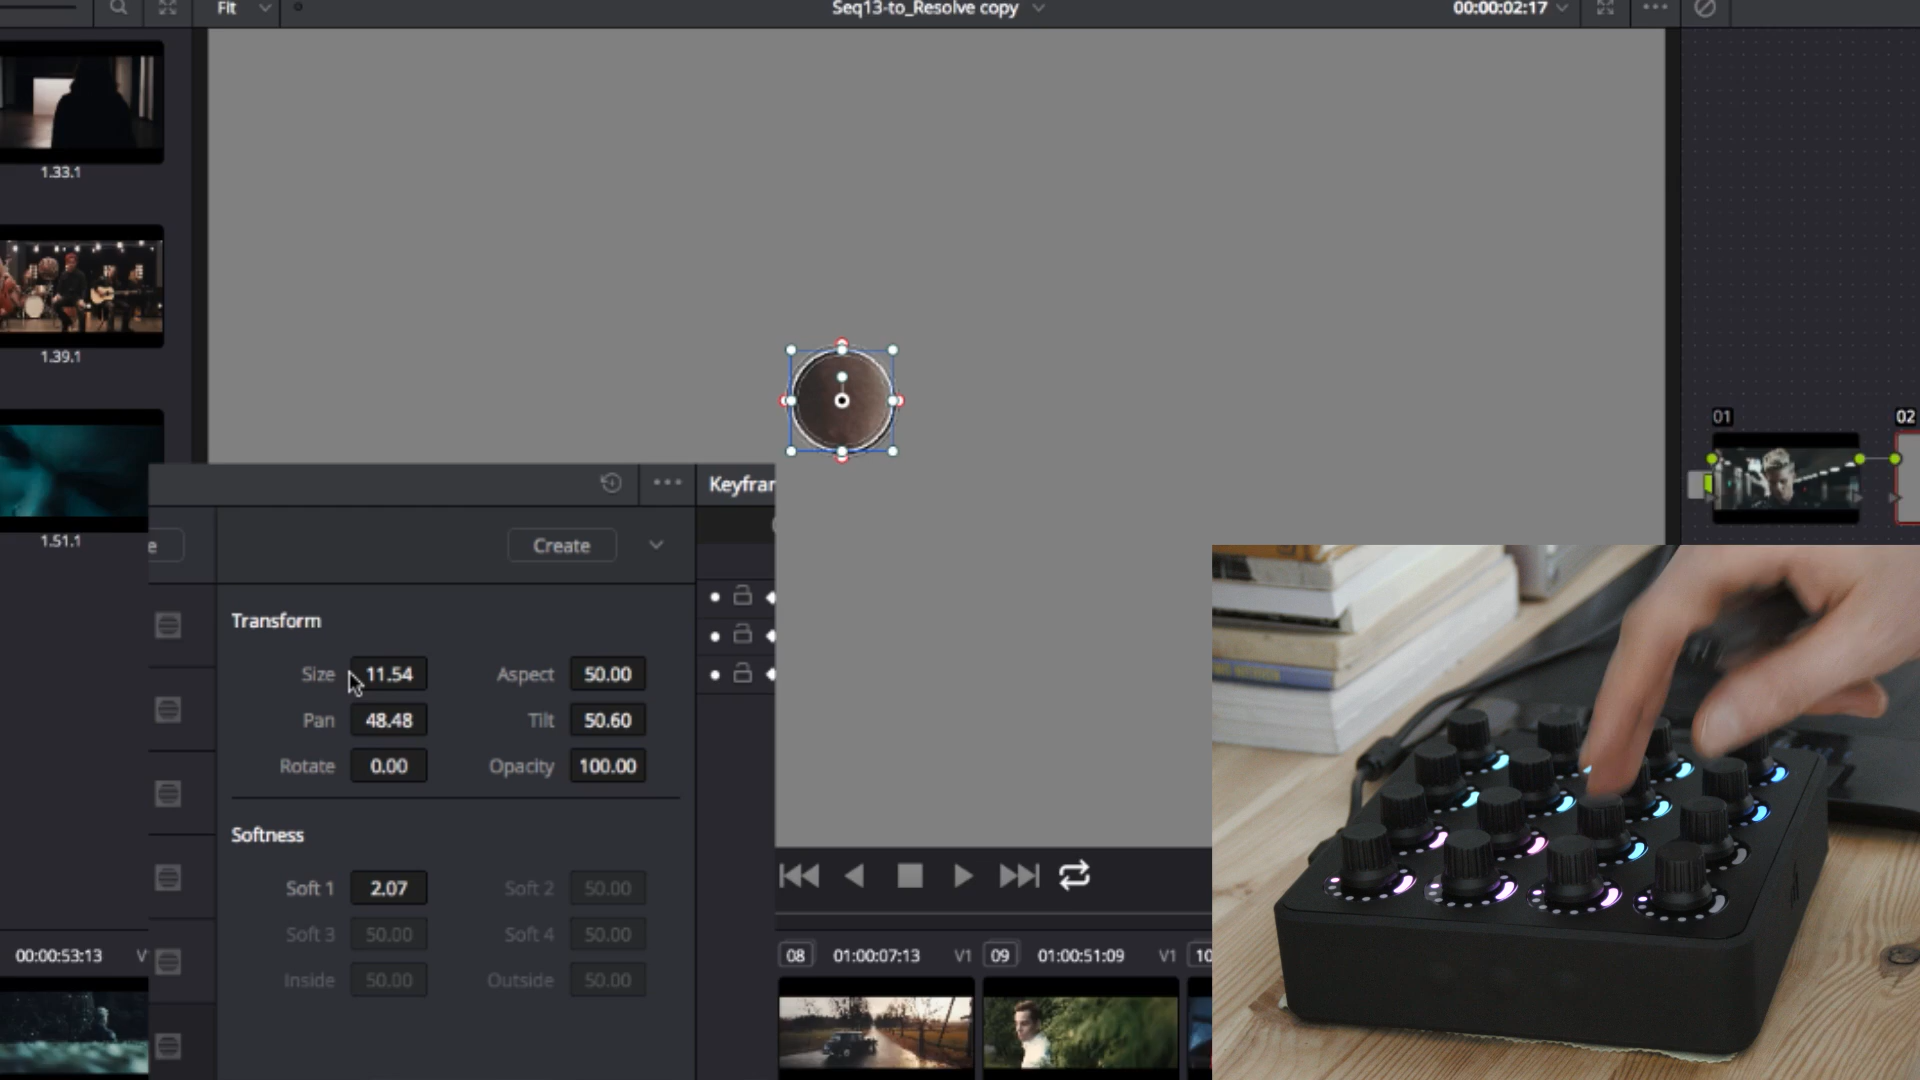 Fit
Seq13-to_Resolve copy
00:00:02:17
1.33.1
1.39.1
1.51.1
01
02
Keyfrar
e
Create
Transform
Size 11.54 Aspect 50.00
Pan 48.48 Tilt 50.60
Rotate 0.00 Opacity 100.00
Softness
Soft 1 2.07 Soft 2 50.00
Soft 3 50.00 Soft 4 50.00
Inside 50.00 Outside 50.00
00:00:53:13 V
08 01:00:07:13 V1 09 01:00:51:09 V1 10